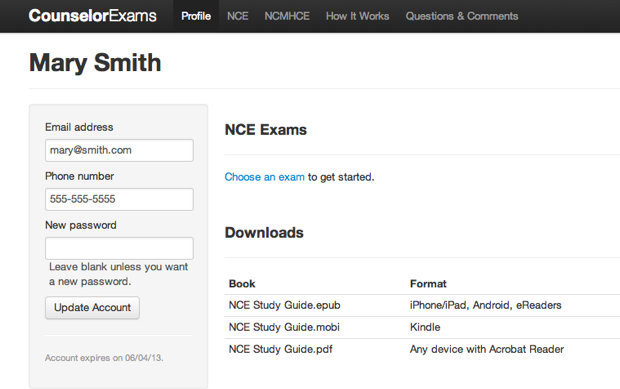 CounselorExams Profile NCE NCMHCE How It Works Questions & Comments
Mary Smith
Email address
mary@smith.com
Phone number
555-555-5555
New password
Leave blank unless you want
a new password.
Update Account
Account expires on 06/04/13.
NCE Exams
Choose an exam to get started.
Downloads
Book Format
NCE Study Guide.epub iPhone/iPad, Android, eReaders
NCE Study Guide.mobi Kindle
NCE Study Guide.pdf Any device with Acrobat Reader